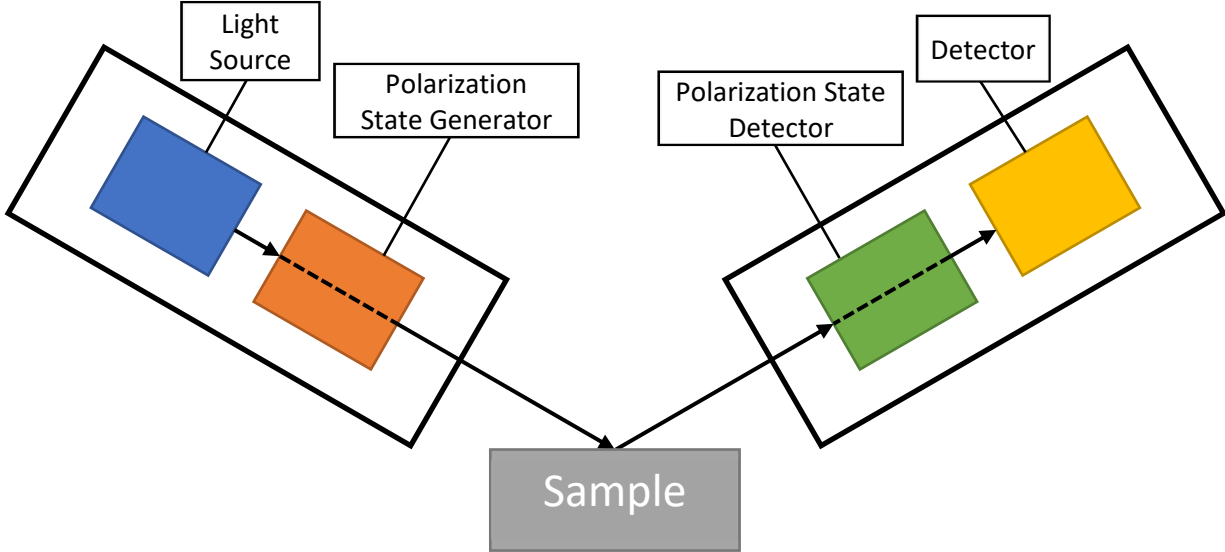 Light
Source
Polarization
State Generator
Polarization State
Detector
Detector
Sample